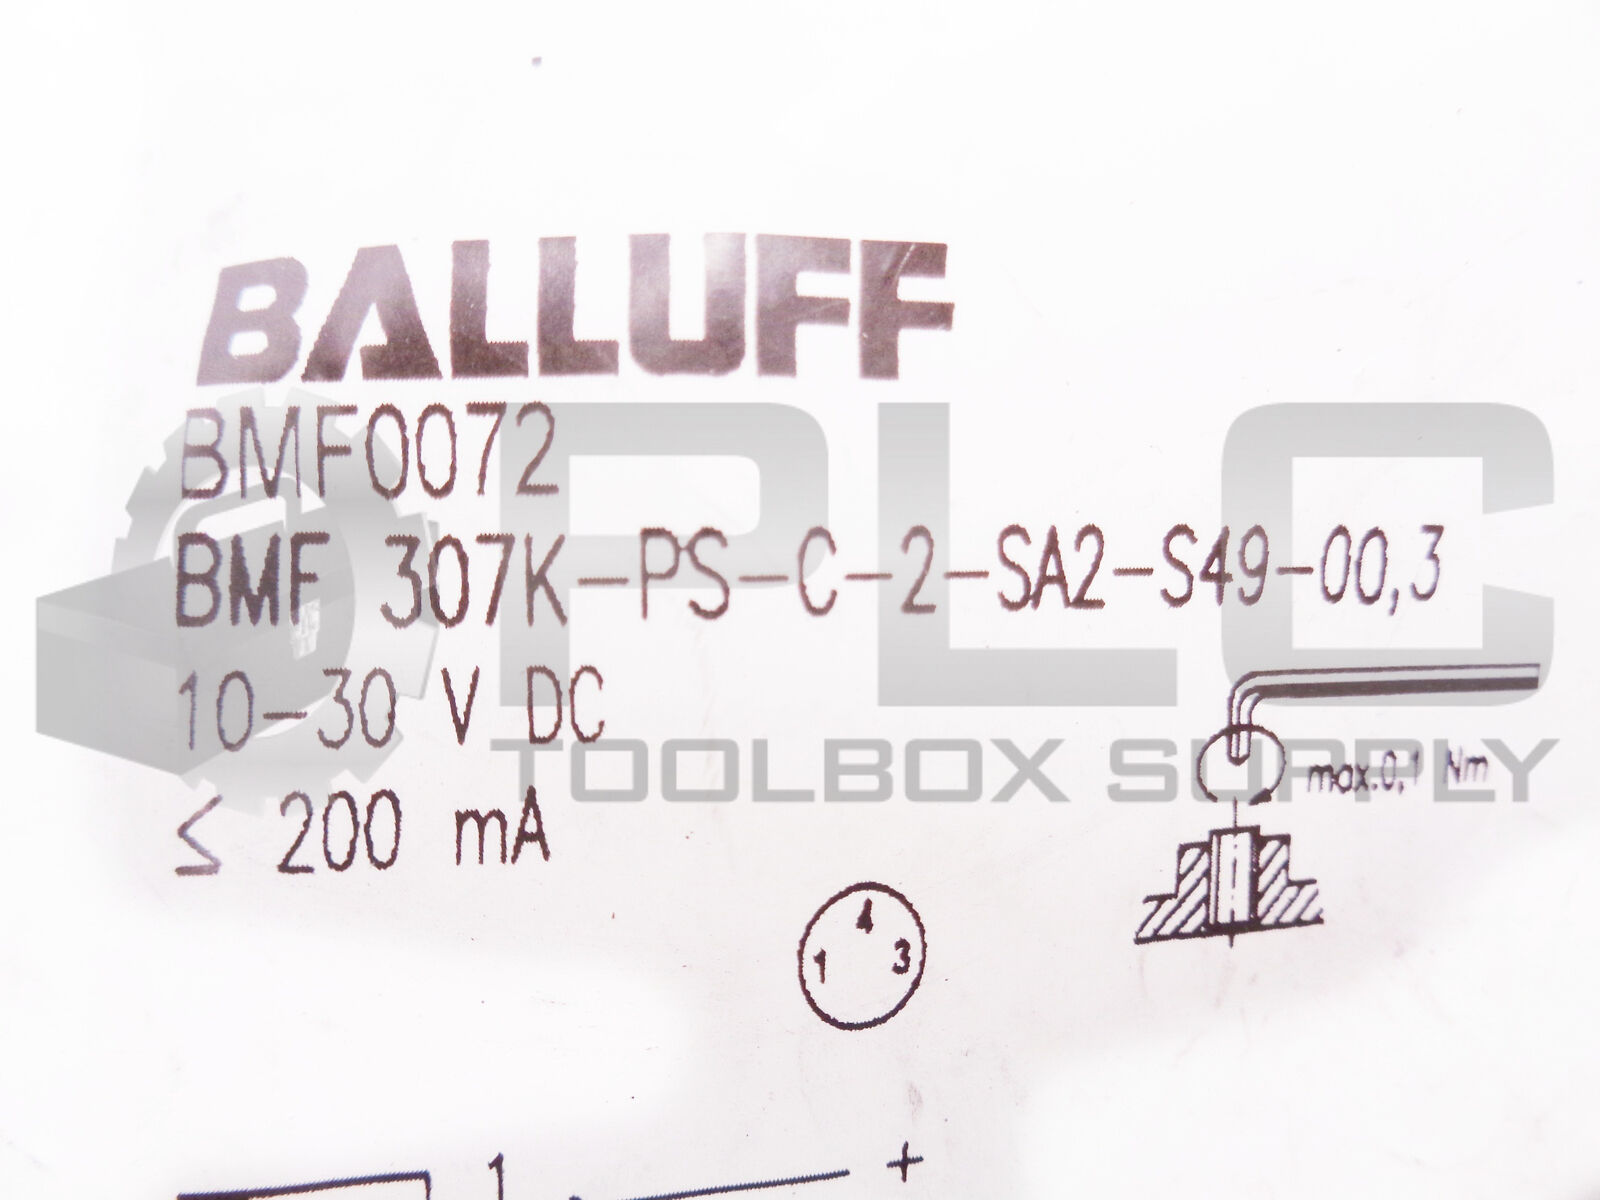 BALLUFF
BMF0072
BMF 307K-PS-C-2-SA2-S49-00,3
10-30 V DC
≤ 200 mA
PLC
TOOLBOX SUPPLY
max.0,1 Nm
4
1 3
1 +